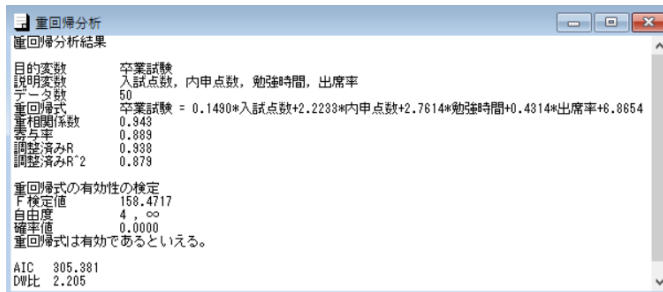 重回帰分析
重回帰分析結果
目的変数 卒業試験
説明変数 入試点数, 内申点数, 勉強時間, 出席率
データ数 50
重回帰式 卒業試験 = 0.1490*入試点数+2.2233*内申点数+2.7614*勉強時間+0.4314*出席率+6.8654
重相関係数 0.943
寄与率 0.889
調整済みR 0.938
調整済みR^2 0.879
重回帰式の有効性の検定
F検定値 158.4717
自由度 4 , ∞
確率値 0.0000
重回帰式は有効であるといえる。
AIC 305.381
DW比 2.205